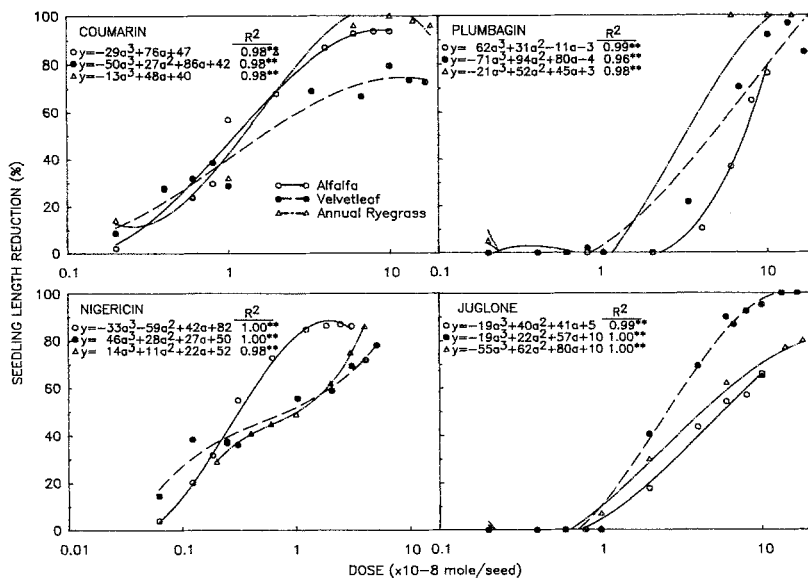 SEEDLING LENGTH REDUCTION (%)
COUMARIN
R²
y=−29a³+76a+47 0.98**
y=−50a³+27a²+86a+42 0.98**
y=−13a³+48a+40 0.98**
Alfalfa
Velvetleaf
Annual Ryegrass
100
80
60
40
20
0
0.1
1
10
PLUMBAGIN
R²
y= 62a³+31a²−11a−3 0.99**
y=−71a³+94a²+80a−4 0.96**
y=−21a³+52a²+45a+3 0.98**
0.1
1
10
NIGERICIN
R²
y=−33a³−59a²+42a+82 1.00**
y= 46a³+28a²+27a+50 1.00**
y= 14a³+11a²+22a+52 0.98**
100
80
60
40
20
0
0.01
0.1
1
10
JUGLONE
R²
y=−19a³+40a²+41a+5 0.99**
y=−19a³+22a²+57a+10 1.00**
y=−55a³+62a²+80a+10 1.00**
0.1
1
10
DOSE (x10−8 mole/seed)